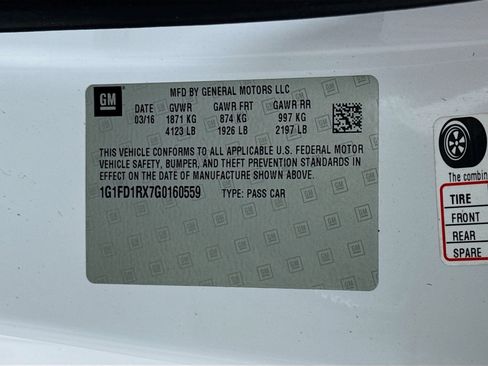 GM
MFD BY GENERAL MOTORS LLC
DATE GVWR GAWR FRT GAWR RR
03/16 1871 KG 874 KG 997 KG
4123 LB 1926 LB 2197 LB
THIS VEHICLE CONFORMS TO ALL APPLICABLE U.S. FEDERAL MOTOR
VEHICLE SAFETY, BUMPER, AND THEFT PREVENTION STANDARDS IN
EFFECT ON THE DATE OF MANUFACTURE SHOWN ABOVE.
1G1FD1RX7G0160559 TYPE: PASS CAR
The combin
TIRE
FRONT
REAR
SPARE